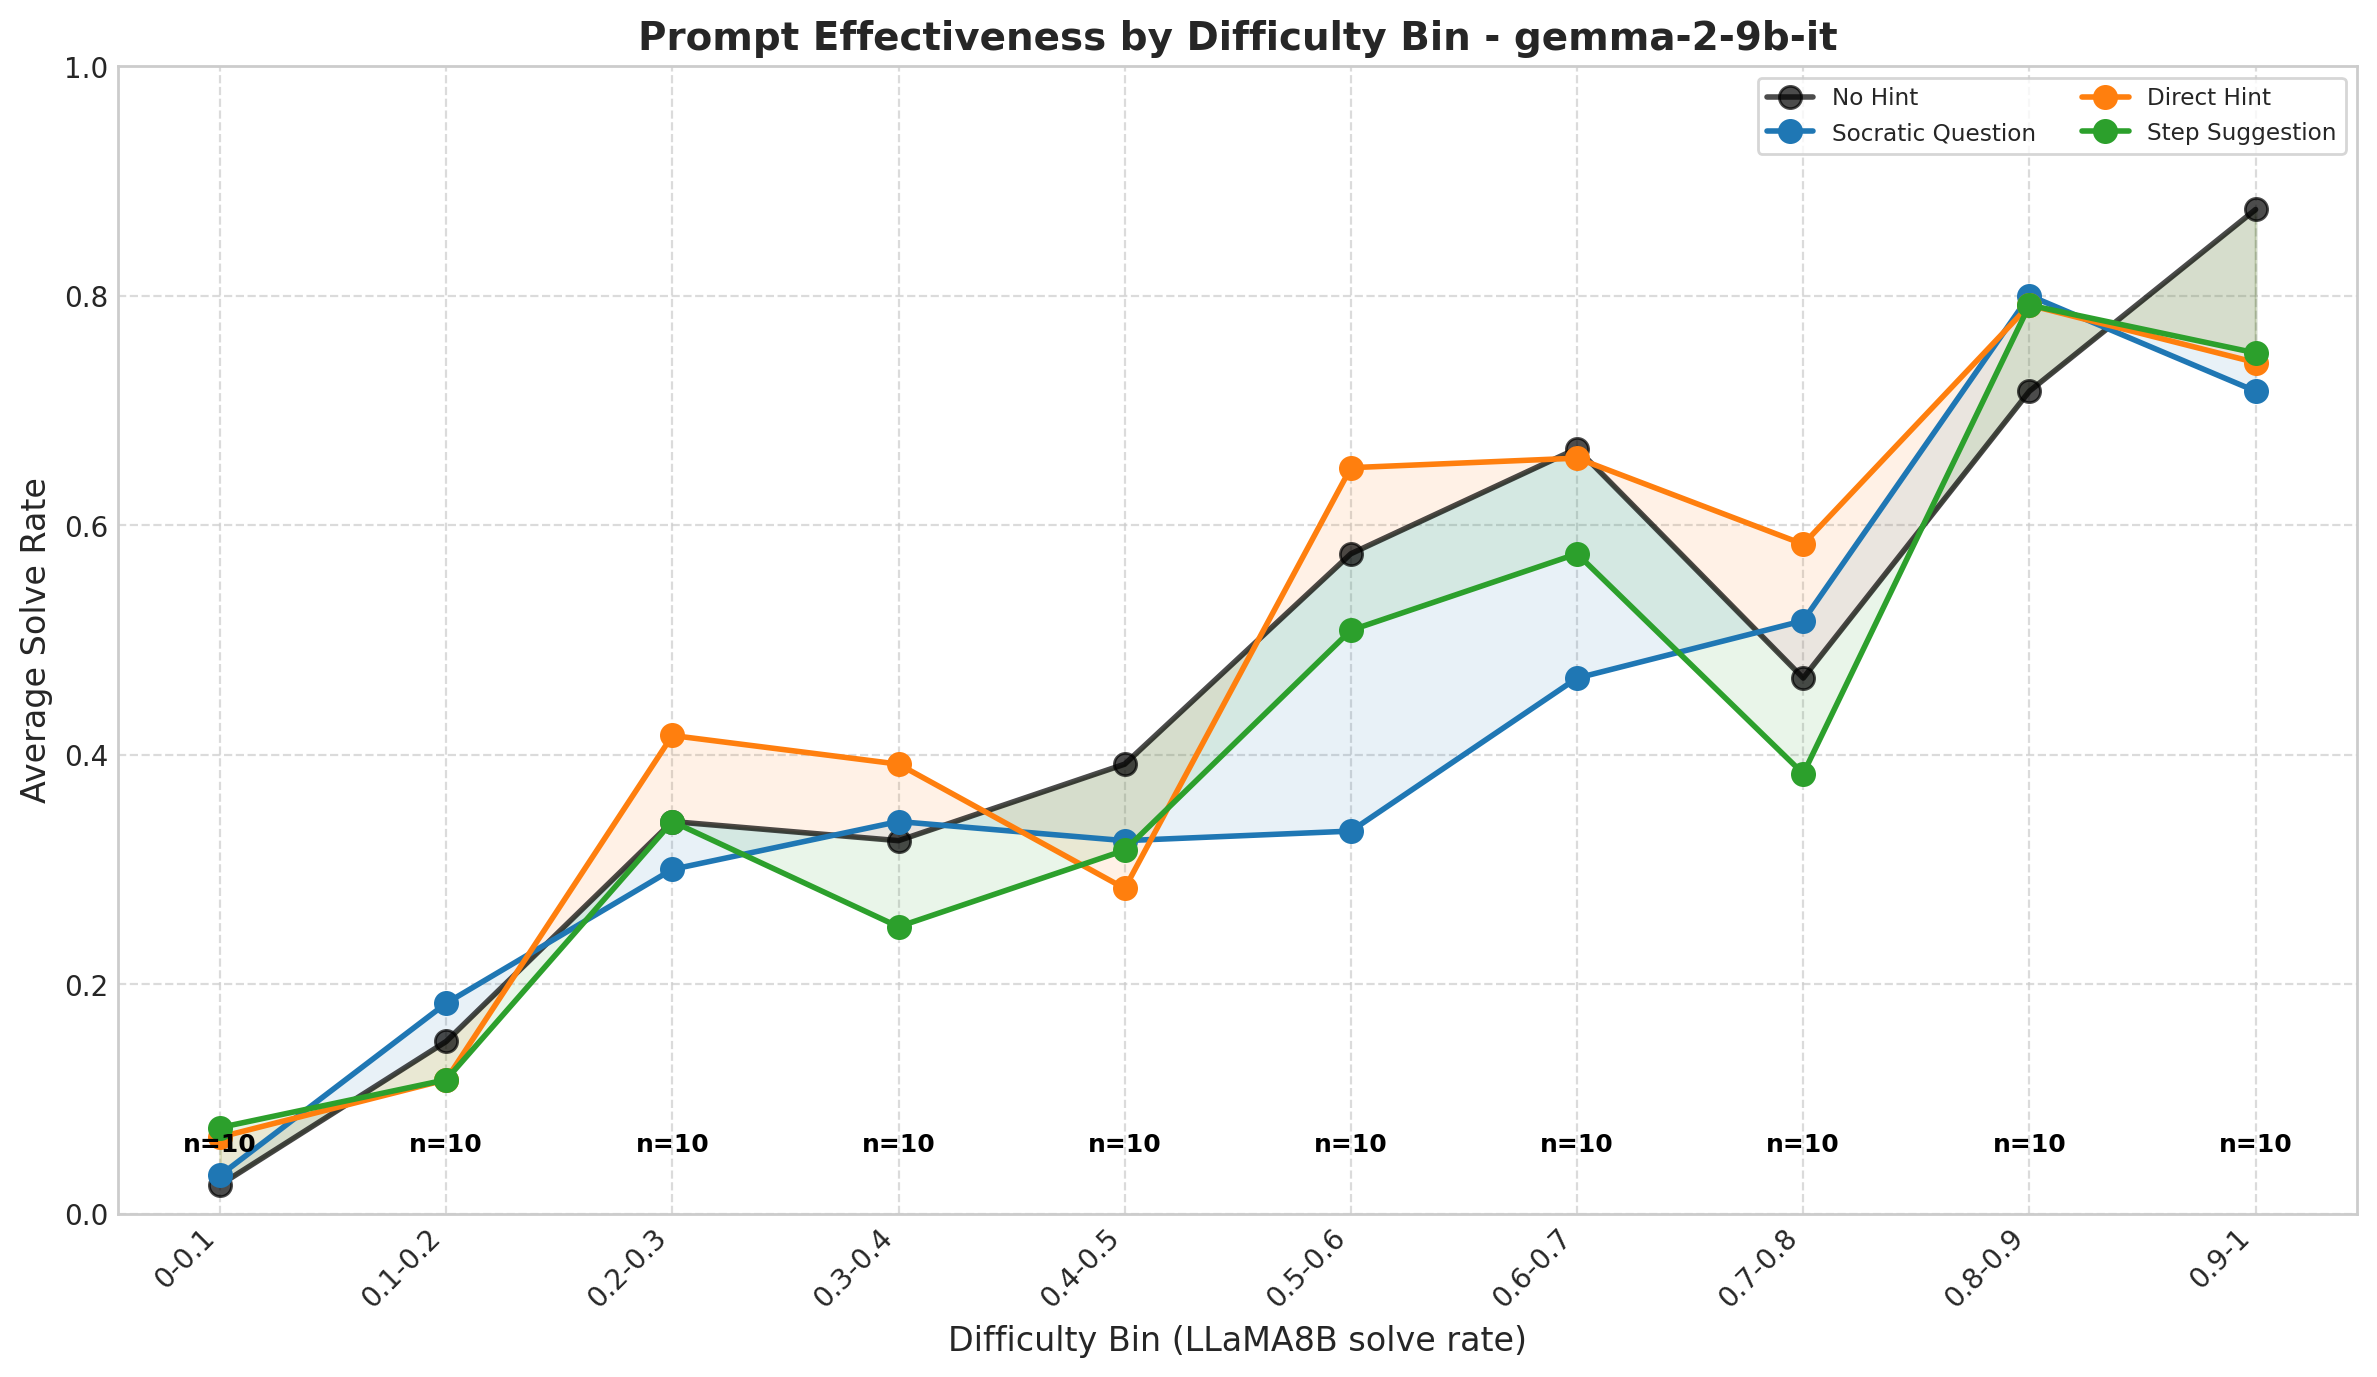 Prompt Effectiveness by Difficulty Bin - gemma-2-9b-it
No Hint
Socratic Question
Direct Hint
Step Suggestion
Average Solve Rate
1.0
0.8
0.6
0.4
0.2
0.0
n=10
n=10
n=10
n=10
n=10
n=10
n=10
n=10
n=10
n=10
0-0.1
0.1-0.2
0.2-0.3
0.3-0.4
0.4-0.5
0.5-0.6
0.6-0.7
0.7-0.8
0.8-0.9
0.9-1
Difficulty Bin (LLaMA8B solve rate)